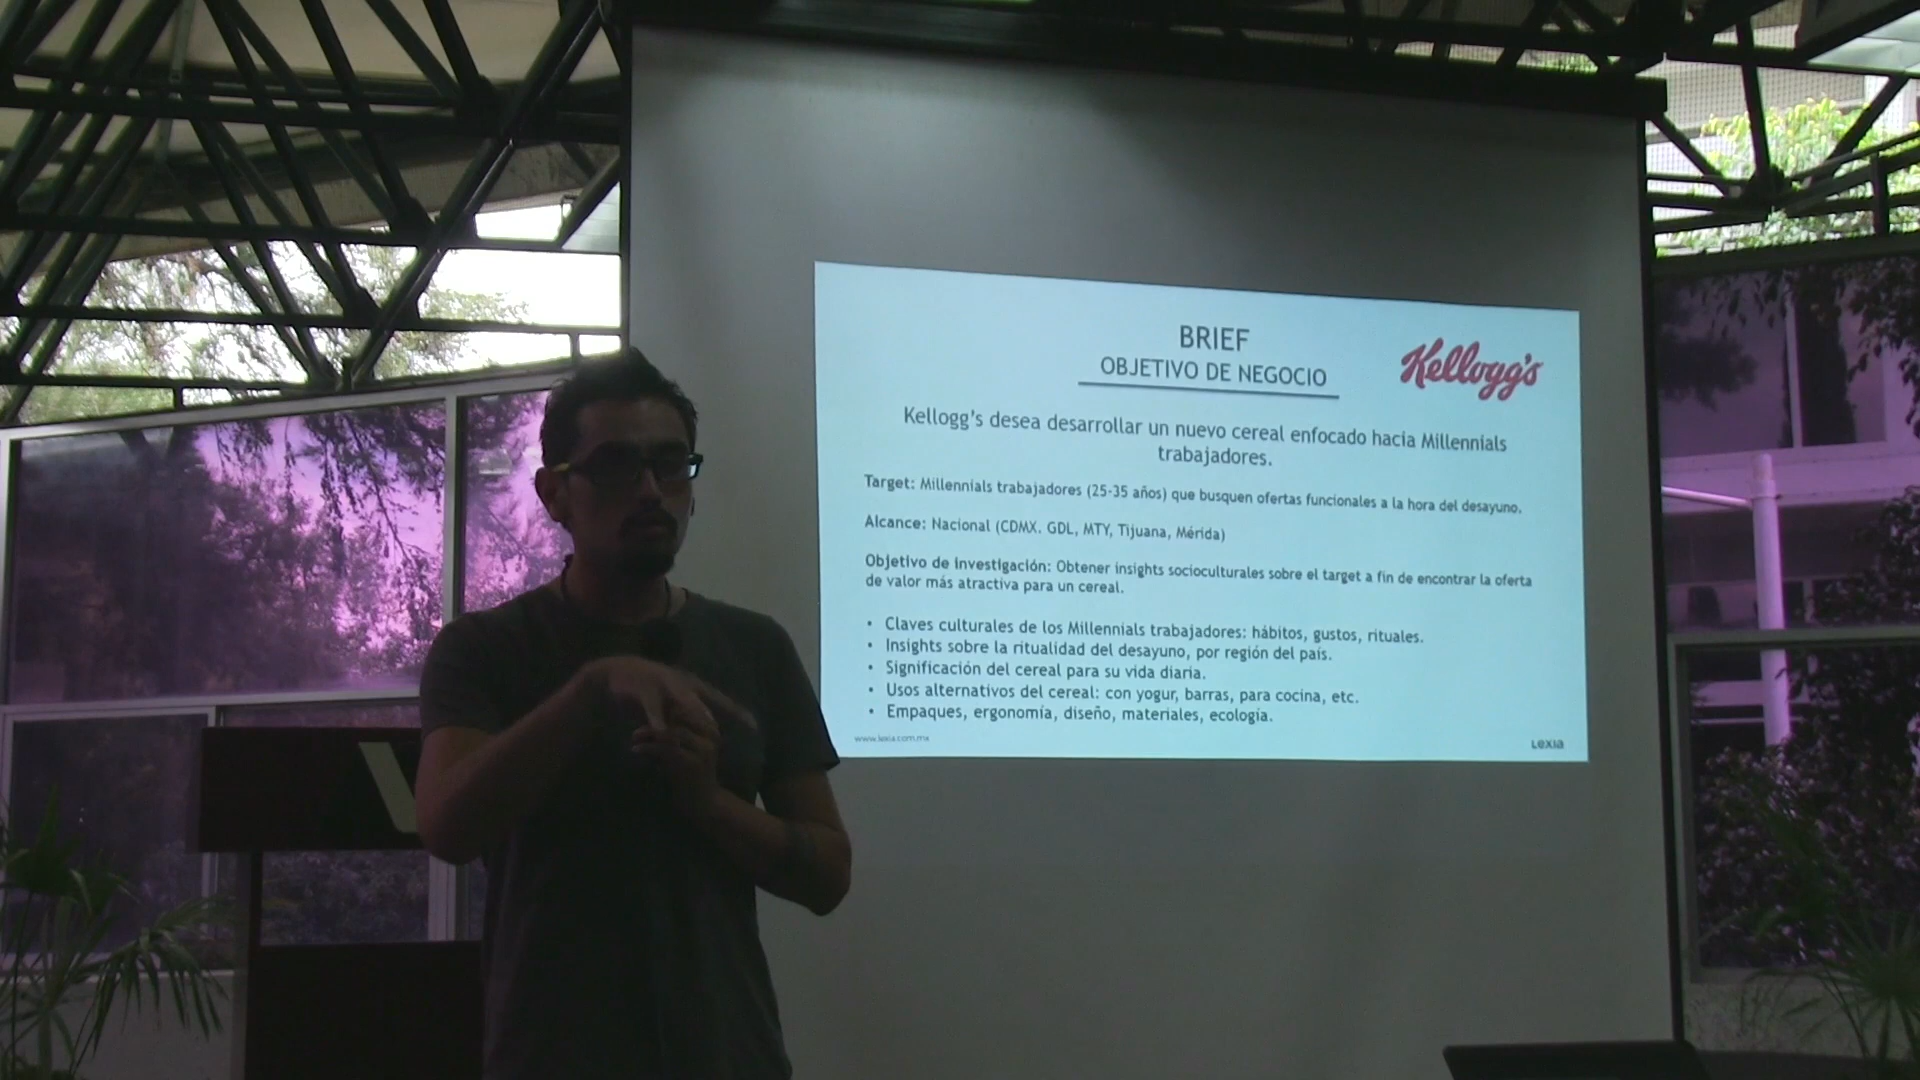 BRIEF
OBJETIVO DE NEGOCIO
Kellogg's
Kellogg's desea desarrollar un nuevo cereal enfocado hacia Millennials
trabajadores.
Target: Millennials trabajadores (25-35 años) que busquen ofertas funcionales a la hora del desayuno.
Alcance: Nacional (CDMX. GDL, MTY, Tijuana, Mérida)
Objetivo de investigación: Obtener insights socioculturales sobre el target a fin de encontrar la oferta
de valor más atractiva para un cereal.
• Claves culturales de los Millennials trabajadores: hábitos, gustos, rituales.
• Insights sobre la ritualidad del desayuno, por región del país.
• Significación del cereal para su vida diaria.
• Usos alternativos del cereal: con yogur, barras, para cocina, etc.
• Empaques, ergonomía, diseño, materiales, ecología.
www.lexia.com.mx
Lexia